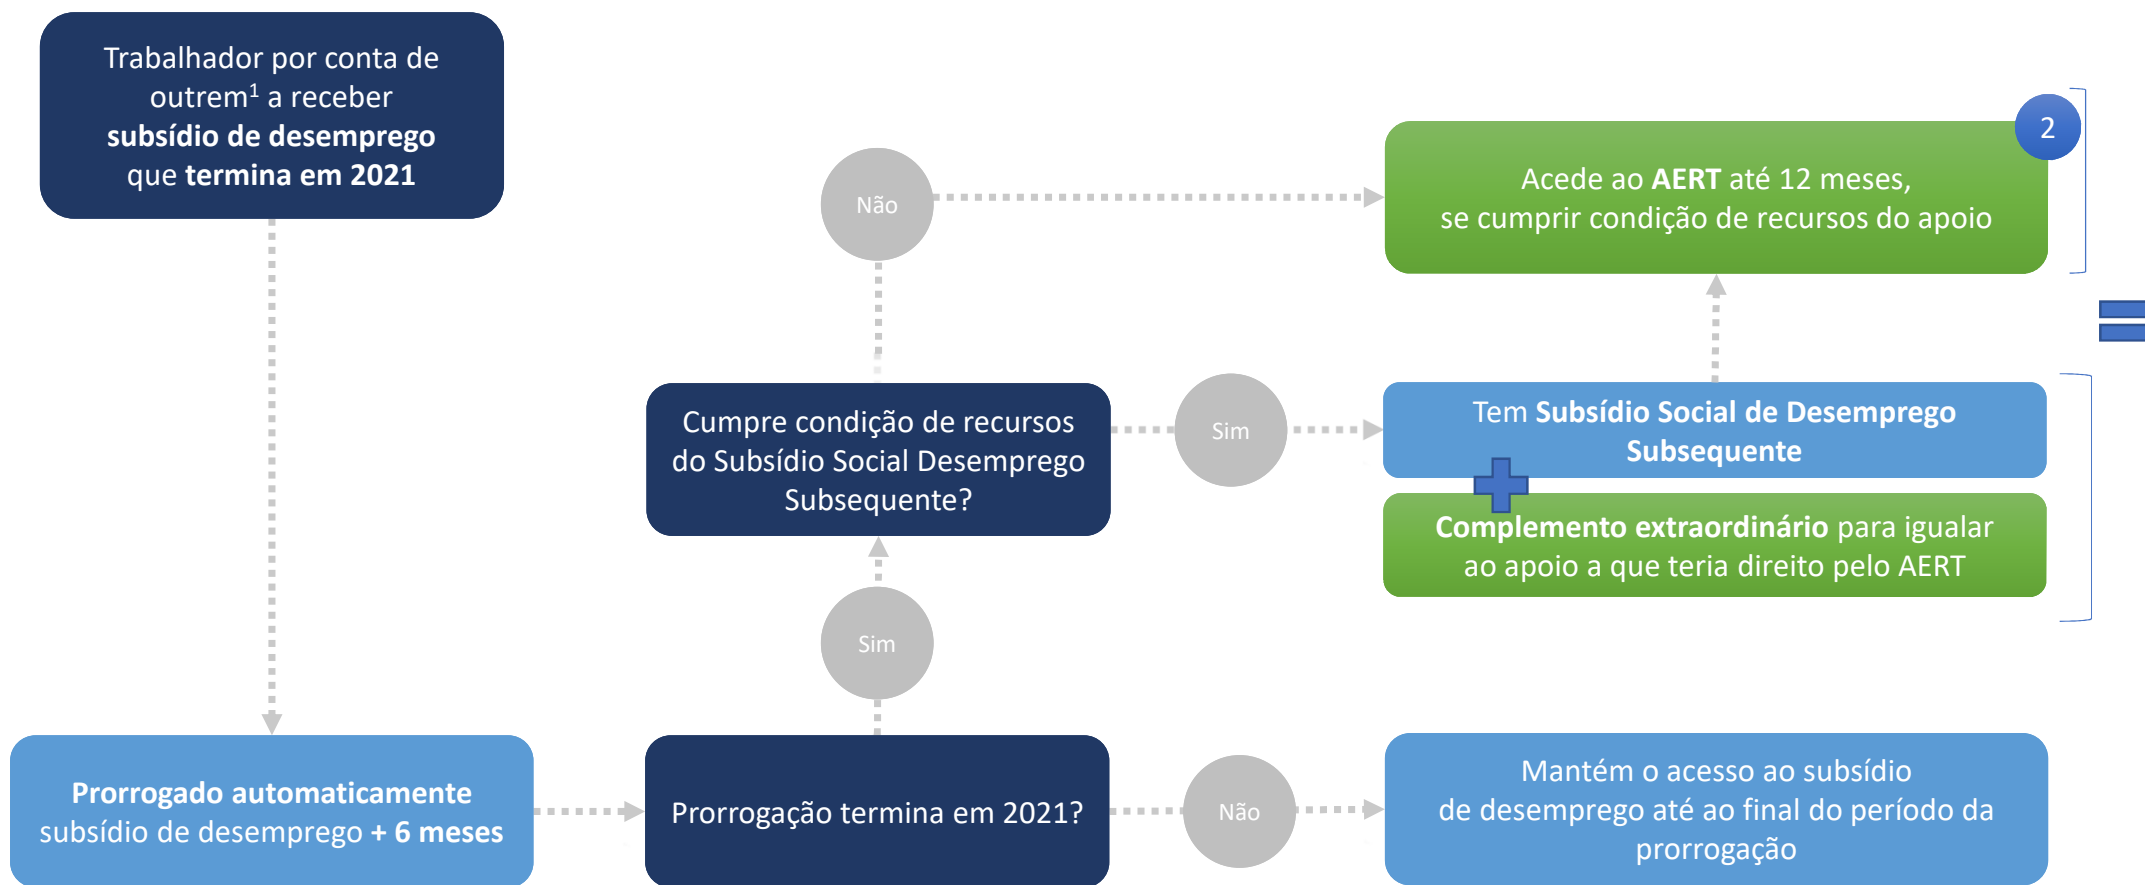 Trabalhador por conta de
outrem¹ a receber
subsídio de desemprego
que termina em 2021
2
Acede ao AERT até 12 meses,
se cumprir condição de recursos do apoio
Não
Cumpre condição de recursos
do Subsídio Social Desemprego
Subsequente?
Sim
Tem Subsídio Social de Desemprego
Subsequente
Complemento extraordinário para igualar
ao apoio a que teria direito pelo AERT
Sim
Prorrogado automaticamente
subsídio de desemprego + 6 meses
Prorrogação termina em 2021?
Não
Mantém o acesso ao subsídio
de desemprego até ao final do período da
prorrogação